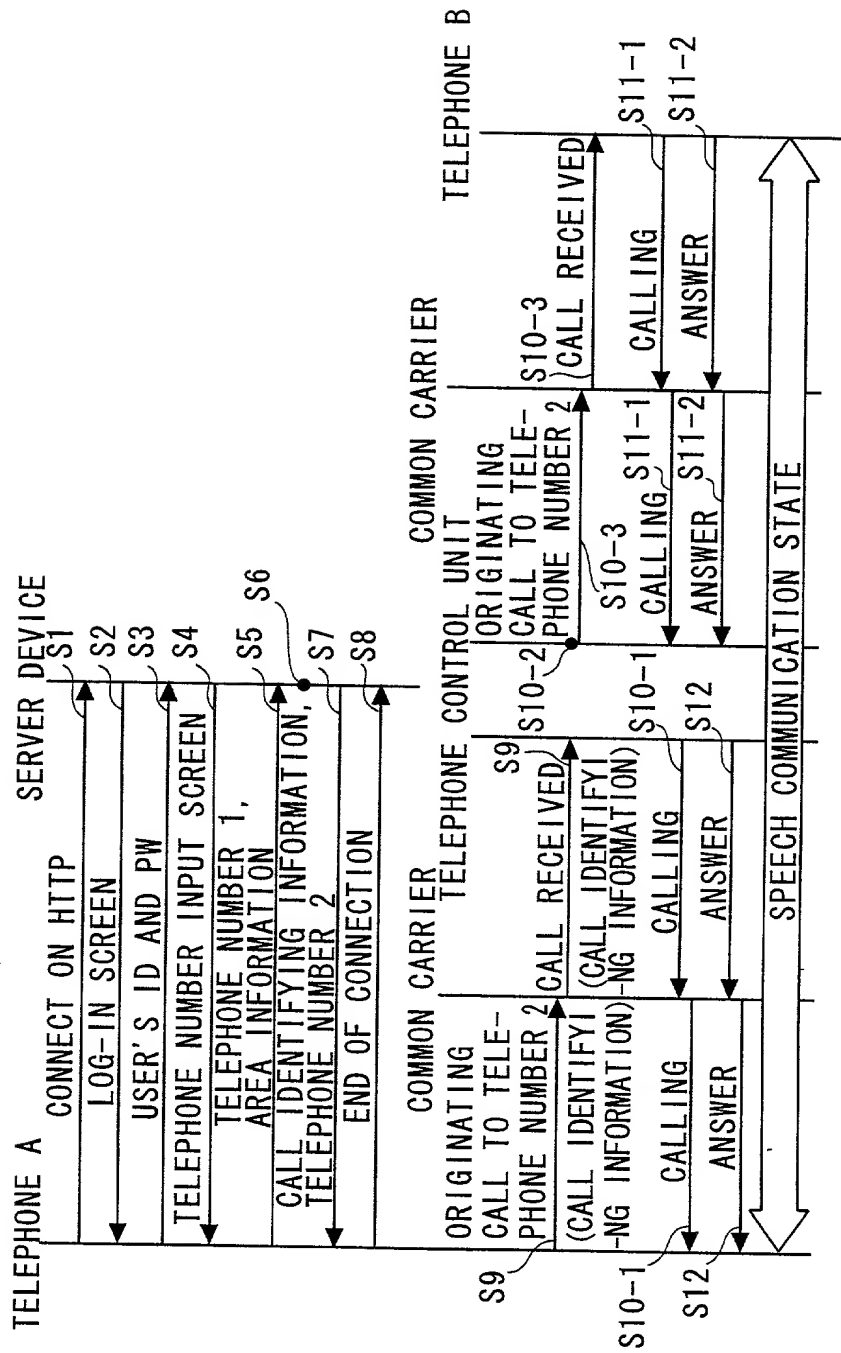 TELEPHONE A
SERVER DEVICE
CONNECT ON HTTP
S1
LOG-IN SCREEN
S2
USER'S ID AND PW
S3
TELEPHONE NUMBER INPUT SCREEN
S4
TELEPHONE NUMBER 1,
AREA INFORMATION
S5
S6
CALL IDENTIFYING INFORMATION,
TELEPHONE NUMBER 2
S7
END OF CONNECTION
S8
COMMON CARRIER
TELEPHONE CONTROL UNIT
COMMON CARRIER
TELEPHONE B
ORIGINATING
CALL TO TELE-
PHONE NUMBER 2
(CALL IDENTIFYI
-NG INFORMATION)
S9
CALL RECEIVED
(CALL IDENTIFYI
-NG INFORMATION)
S9
S10-2
ORIGINATING
CALL TO TELE-
PHONE NUMBER 2
S10-3
S10-3
CALL RECEIVED
CALLING
S10-1
CALLING
S10-1
CALLING
S11-1
CALLING
S11-1
ANSWER
S12
ANSWER
S12
ANSWER
S11-2
ANSWER
S11-2
SPEECH COMMUNICATION STATE